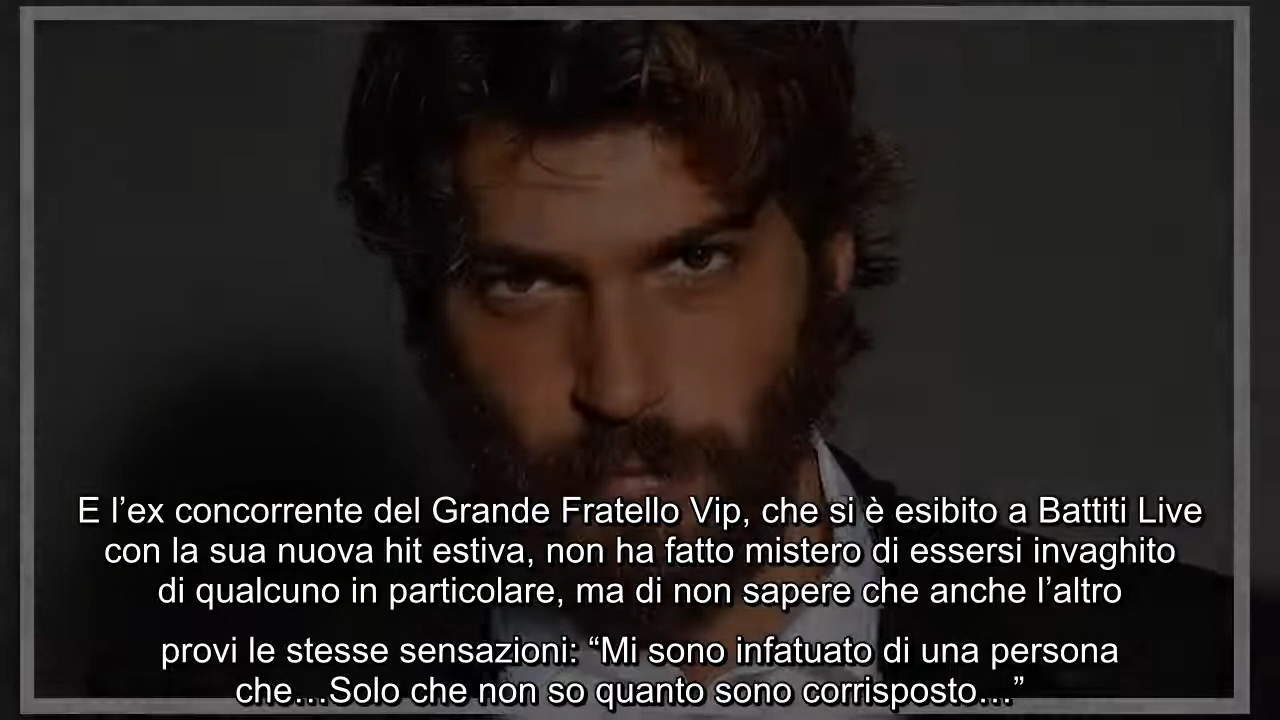 E l’ex concorrente del Grande Fratello Vip, che si è esibito a Battiti Live
con la sua nuova hit estiva, non ha fatto mistero di essersi invaghito
di qualcuno in particolare, ma di non sapere che anche l’altro
provi le stesse sensazioni: “Mi sono infatuato di una persona
che…Solo che non so quanto sono corrisposto…”